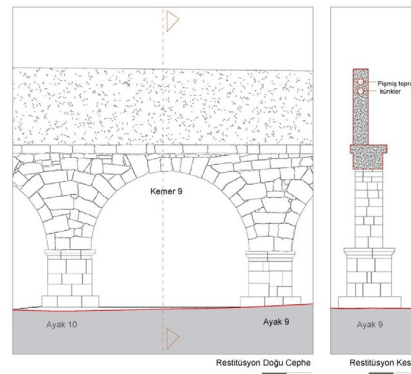 Pişmiş topr
künkler
Kemer 9
Ayak 10
Ayak 9
Ayak 9
Restitüsyon Doğu Cephe
Restitüsyon Kes